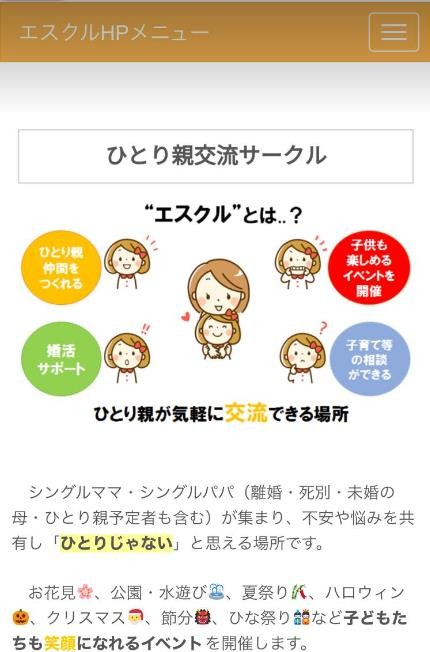 エスクルHPメニュー
ひとり親交流サークル
“エスクル”とは..？
ひとり親
仲間を
つくれる
子供も
楽しめる
イベントを
開催
!!
?
婚活
サポート
子育て等
の相談
ができる
ひとり親が気軽に交流できる場所
シングルママ・シングルパパ（離婚・死別・未婚の
母・ひとり親予定者も含む）が集まり、不安や悩みを共
有し「ひとりじゃない」と思える場所です。
お花見🌸、公園・水遊び⛲、夏祭り🎋、ハロウィン
🎃、クリスマス🎅、節分👹、ひな祭り🎎など子どもた
ちも笑顔になれるイベントを開催します。